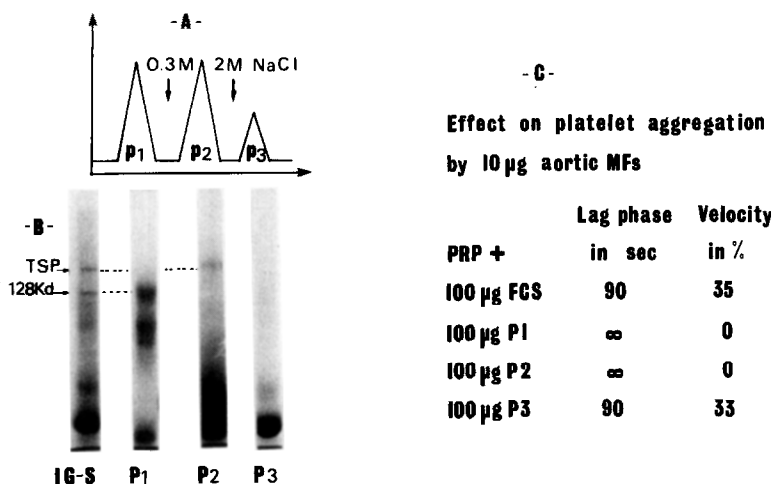 -A-
0.3M 2M NaCl
P1 P2 P3
-B-
TSP
128Kd
IG-S P1 P2 P3
-C-
Effect on platelet aggregation
by 10 µg aortic MFs
Lag phase Velocity
PRP + in sec in %
100 µg FCS 90 35
100 µg P1 ∞ 0
100 µg P2 ∞ 0
100 µg P3 90 33